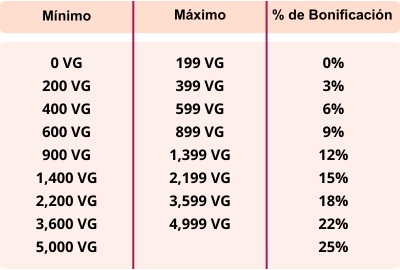 Mínimo Máximo % de Bonificación
0 VG 199 VG 0%
200 VG 399 VG 3%
400 VG 599 VG 6%
600 VG 899 VG 9%
900 VG 1,399 VG 12%
1,400 VG 2,199 VG 15%
2,200 VG 3,599 VG 18%
3,600 VG 4,999 VG 22%
5,000 VG 25%